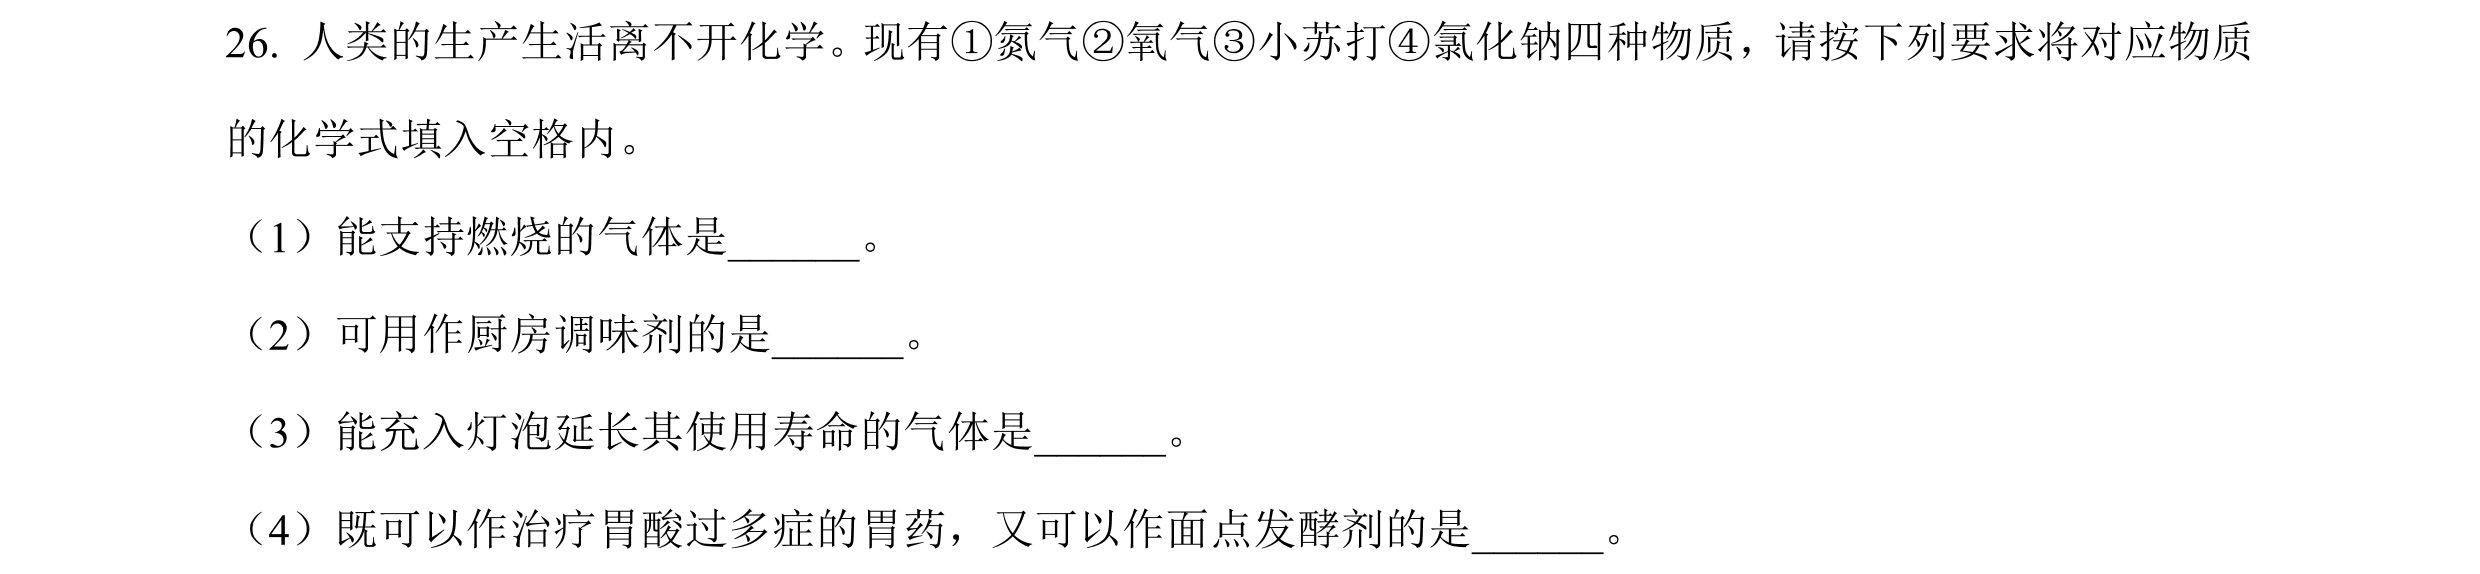 26. 人类的生产生活离不开化学。现有①氮气②氧气③小苏打④氯化钠四种物质，请按下列要求将对应物质
的化学式填入空格内。
（1）能支持燃烧的气体是______。
（2）可用作厨房调味剂的是______。
（3）能充入灯泡延长其使用寿命的气体是______。
（4）既可以作治疗胃酸过多症的胃药，又可以作面点发酵剂的是______。